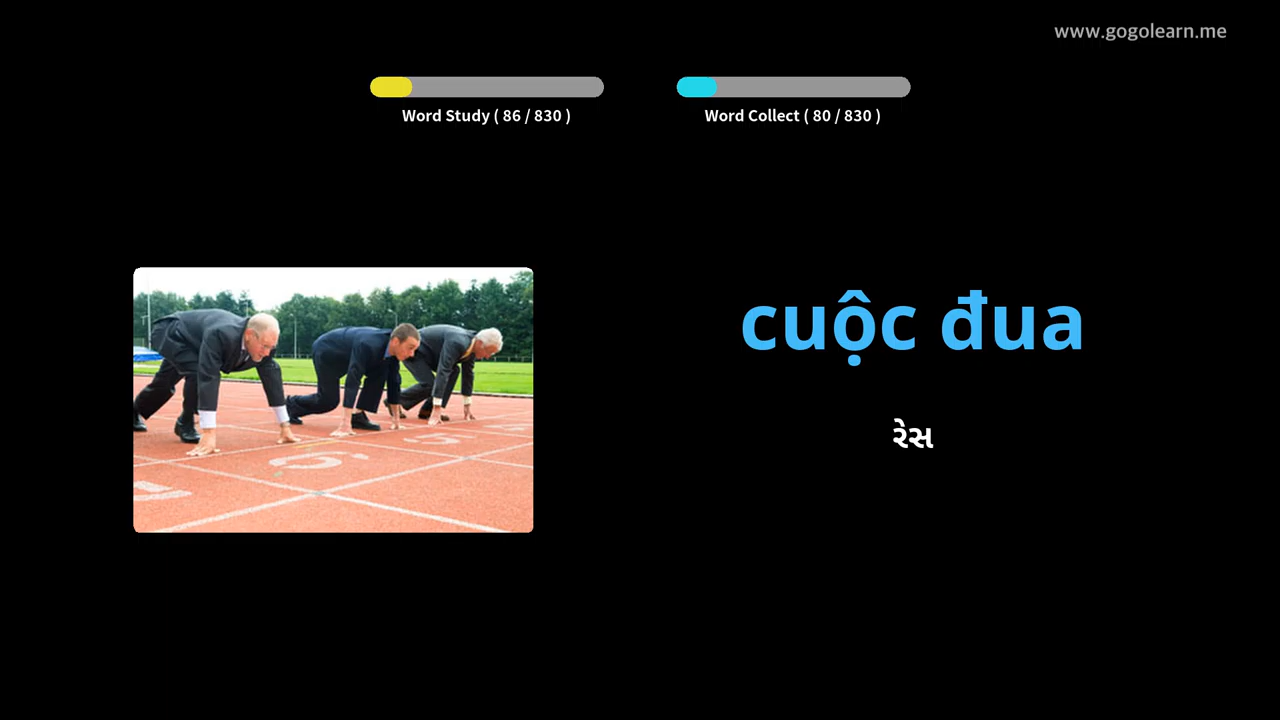 www.gogolearn.me
Word Study ( 86 / 830 )
Word Collect ( 80 / 830 )
cuộc đua
રેસ